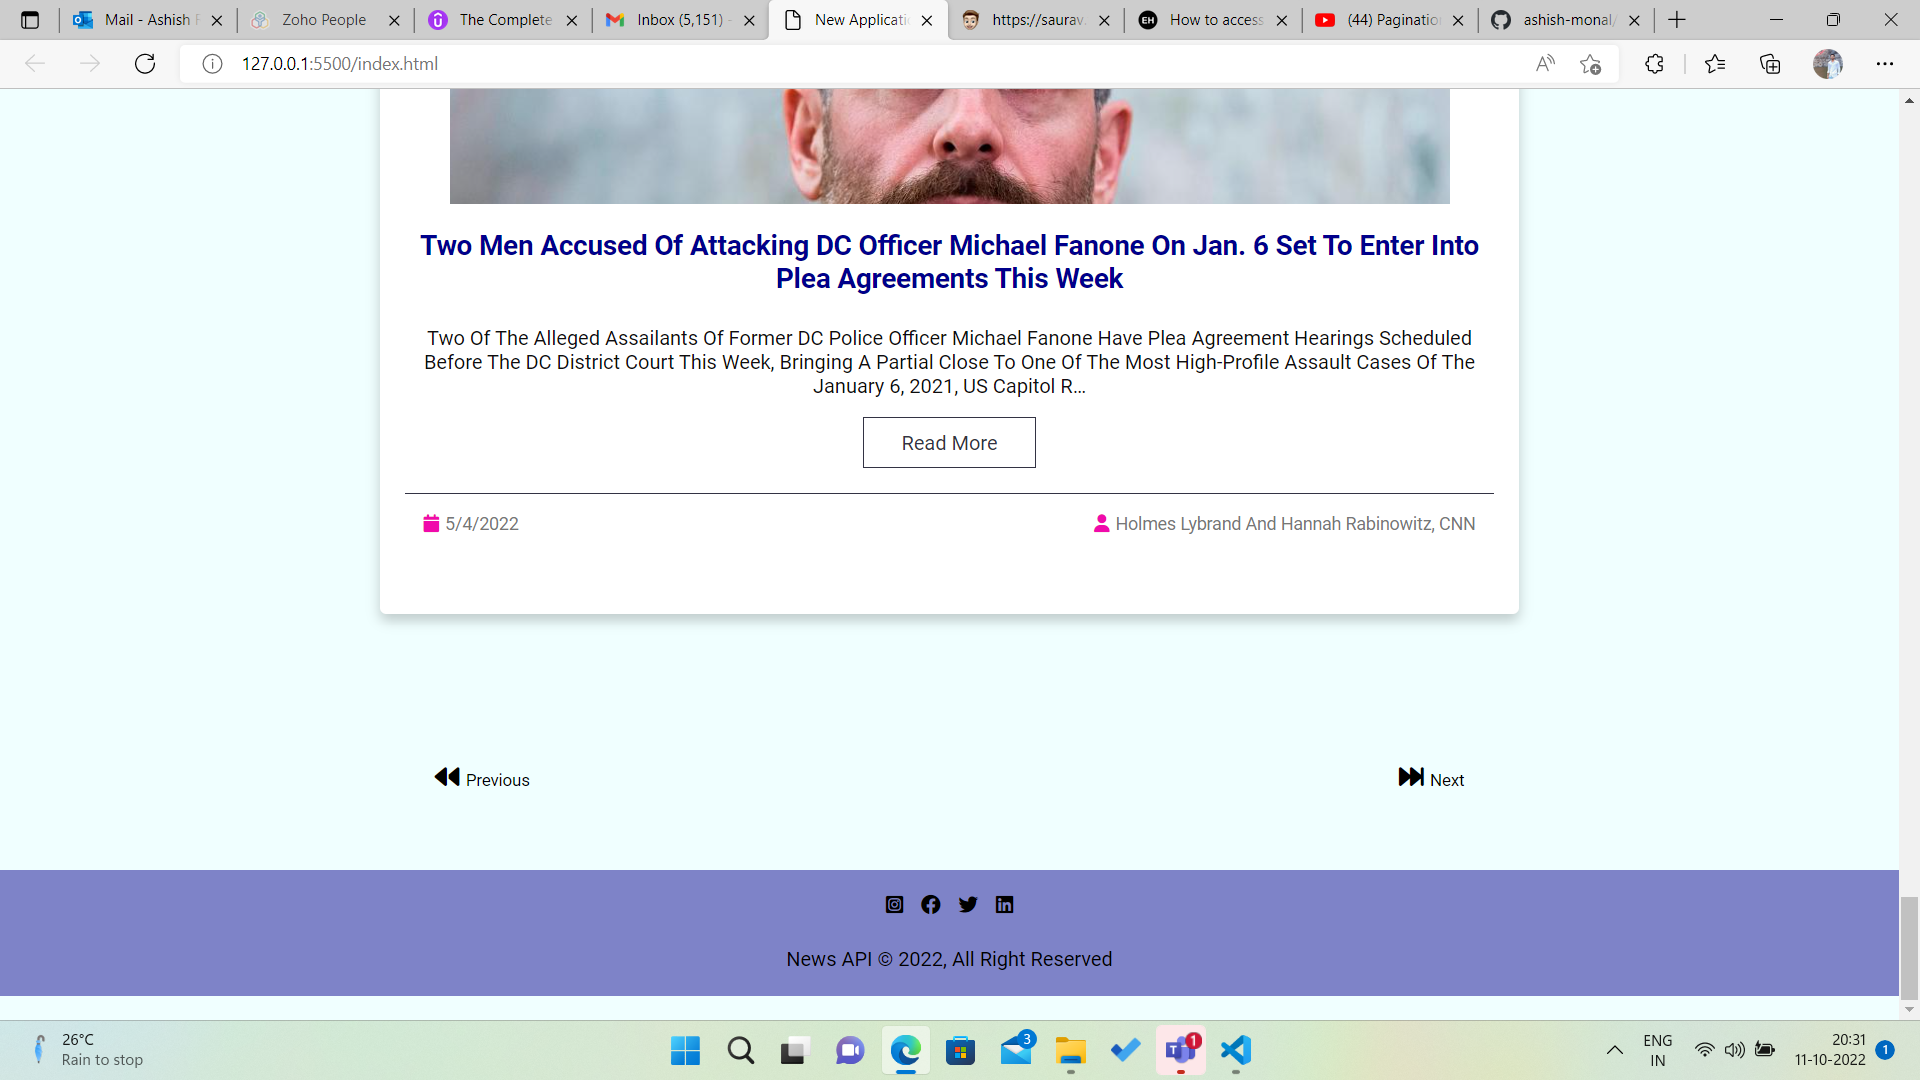 Mail - Ashish
Zoho People
The Complete
Inbox (5,151) -
New Applicati
https://saurav.
How to access
(44) Pagination
ashish-monal/
127.0.0.1:5500/index.html
Two Men Accused Of Attacking DC Officer Michael Fanone On Jan. 6 Set To Enter Into
Plea Agreements This Week
Two Of The Alleged Assailants Of Former DC Police Officer Michael Fanone Have Plea Agreement Hearings Scheduled
Before The DC District Court This Week, Bringing A Partial Close To One Of The Most High-Profile Assault Cases Of The
January 6, 2021, US Capitol R…
Read More
5/4/2022
Holmes Lybrand And Hannah Rabinowitz, CNN
Previous
Next
News API © 2022, All Right Reserved
26°C
Rain to stop
3
1
ENG
IN
20:31
11-10-2022
1